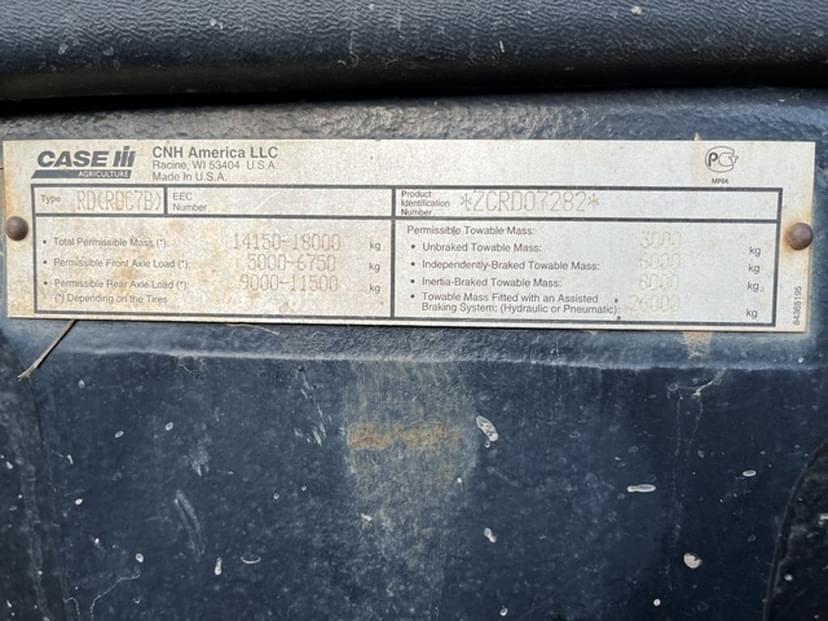 CASE IH
AGRICULTURE
CNH America LLC
Racine, WI 53404 U.S.A.
Made in U.S.A.
PCT
MP04
Type RD(RDC7B)
EEC Number
Product Identification Number *ZCRD07282*
• Total Permissible Mass (*): 14150-18000 kg
• Permissible Front Axle Load (*): 5000-6750 kg
• Permissible Rear Axle Load (*): 9000-11500 kg
(*) Depending on the Tires
Permissible Towable Mass:
• Unbraked Towable Mass: 3000 kg
• Independently-Braked Towable Mass: 6000 kg
• Inertia-Braked Towable Mass: 8000 kg
• Towable Mass Fitted with an Assisted
Braking System: (Hydraulic or Pneumatic): 26000 kg
84365195